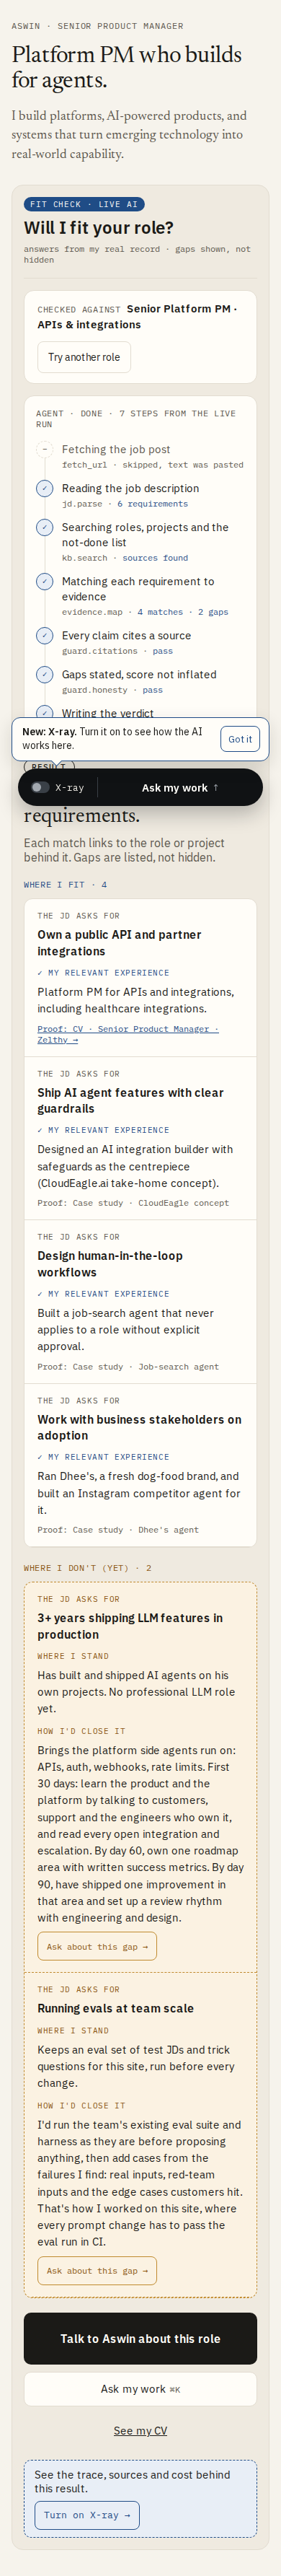 ASWIN · SENIOR PRODUCT MANAGER
Platform PM who builds
for agents.
I build platforms, AI-powered products, and
systems that turn emerging technology into
real-world capability.
FIT CHECK · LIVE AI
Will I fit your role?
answers from my real record · gaps shown, not
hidden
CHECKED AGAINST Senior Platform PM ·
APIs & integrations
Try another role
AGENT · DONE · 7 STEPS FROM THE LIVE
RUN
– Fetching the job post
fetch_url · skipped, text was pasted
✓ Reading the job description
jd.parse · 6 requirements
✓ Searching roles, projects and the
not-done list
kb.search · sources found
✓ Matching each requirement to
evidence
evidence.map · 4 matches · 2 gaps
✓ Every claim cites a source
guard.citations · pass
✓ Gaps stated, score not inflated
guard.honesty · pass
✓ Writing the verdict
New: X-ray. Turn it on to see how the AI
works here.
Got it
RESULT
X-ray
Ask my work ↑
requirements.
Each match links to the role or project
behind it. Gaps are listed, not hidden.
WHERE I FIT · 4
THE JD ASKS FOR
Own a public API and partner
integrations
✓ MY RELEVANT EXPERIENCE
Platform PM for APIs and integrations,
including healthcare integrations.
Proof: CV · Senior Product Manager ·
Zelthy →
THE JD ASKS FOR
Ship AI agent features with clear
guardrails
✓ MY RELEVANT EXPERIENCE
Designed an AI integration builder with
safeguards as the centrepiece
(CloudEagle.ai take-home concept).
Proof: Case study · CloudEagle concept
THE JD ASKS FOR
Design human-in-the-loop
workflows
✓ MY RELEVANT EXPERIENCE
Built a job-search agent that never
applies to a role without explicit
approval.
Proof: Case study · Job-search agent
THE JD ASKS FOR
Work with business stakeholders on
adoption
✓ MY RELEVANT EXPERIENCE
Ran Dhee's, a fresh dog-food brand, and
built an Instagram competitor agent for
it.
Proof: Case study · Dhee's agent
WHERE I DON'T (YET) · 2
THE JD ASKS FOR
3+ years shipping LLM features in
production
WHERE I STAND
Has built and shipped AI agents on his
own projects. No professional LLM role
yet.
HOW I'D CLOSE IT
Brings the platform side agents run on:
APIs, auth, webhooks, rate limits. First
30 days: learn the product and the
platform by talking to customers,
support and the engineers who own it,
and read every open integration and
escalation. By day 60, own one roadmap
area with written success metrics. By day
90, have shipped one improvement in
that area and set up a review rhythm
with engineering and design.
Ask about this gap →
THE JD ASKS FOR
Running evals at team scale
WHERE I STAND
Keeps an eval set of test JDs and trick
questions for this site, run before every
change.
HOW I'D CLOSE IT
I'd run the team's existing eval suite and
harness as they are before proposing
anything, then add cases from the
failures I find: real inputs, red-team
inputs and the edge cases customers hit.
That's how I worked on this site, where
every prompt change has to pass the
eval run in CI.
Ask about this gap →
Talk to Aswin about this role
Ask my work ⌘K
See my CV
See the trace, sources and cost behind
this result.
Turn on X-ray →